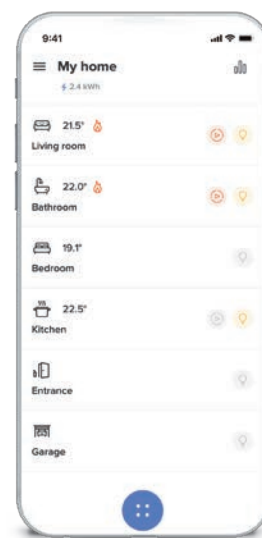 9:41
My home
2.4 kWh
21.5°
Living room
22.0°
Bathroom
19.1°
Bedroom
22.5°
Kitchen
Entrance
Garage